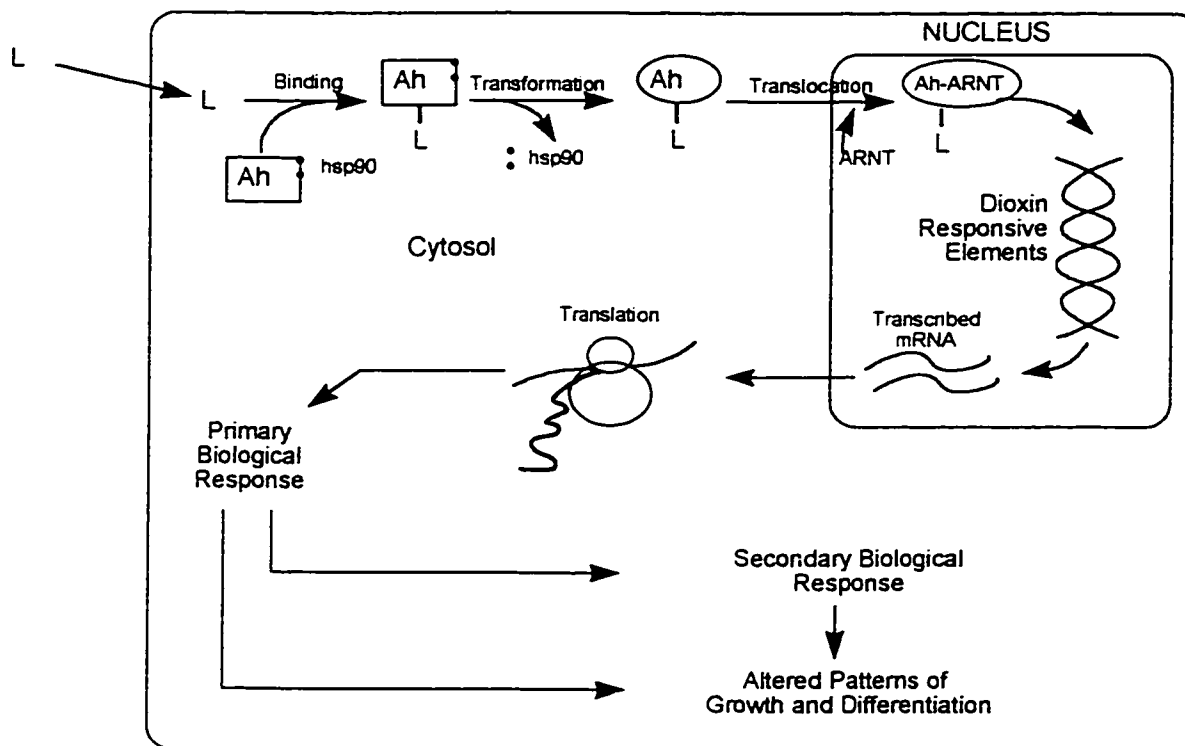 NUCLEUS
L
L
Binding
Ah
L
Transformation
Ah
L
Translocation
Ah-ARNT
L
Ah
hsp90
hsp90
ARNT
Dioxin
Responsive
Elements
Cytosol
Translation
Transcribed
mRNA
Primary
Biological
Response
Secondary Biological
Response
Altered Patterns of
Growth and Differentiation